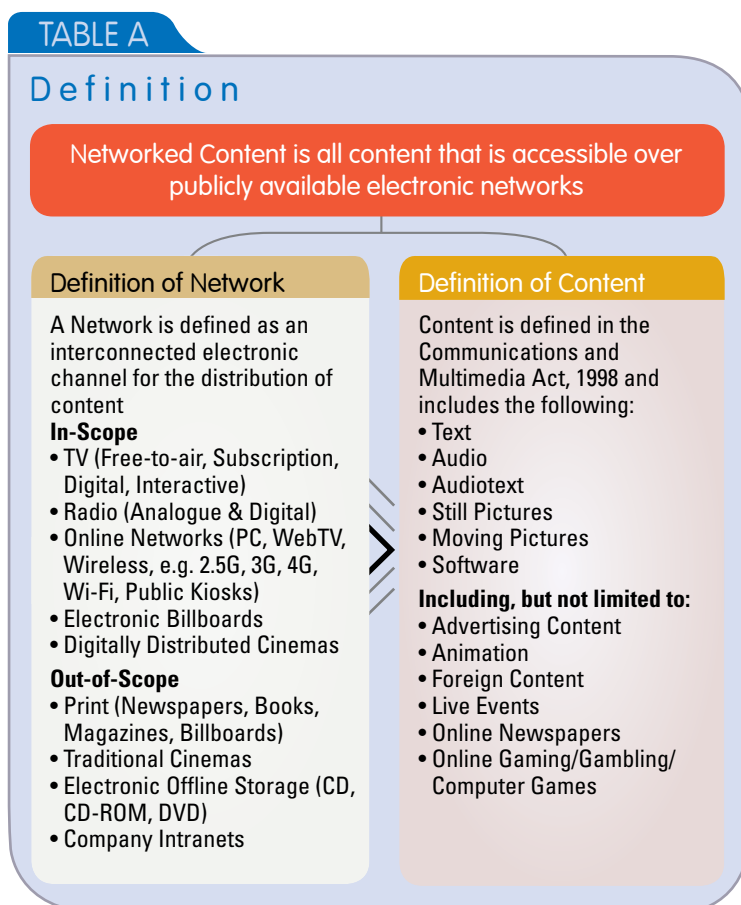 TABLE A
Definition
Networked Content is all content that is accessible over
publicly available electronic networks
Definition of Network
A Network is defined as an
interconnected electronic
channel for the distribution of
content
In-Scope
• TV (Free-to-air, Subscription,
Digital, Interactive)
• Radio (Analogue & Digital)
• Online Networks (PC, WebTV,
Wireless, e.g. 2.5G, 3G, 4G,
Wi-Fi, Public Kiosks)
• Electronic Billboards
• Digitally Distributed Cinemas
Out-of-Scope
• Print (Newspapers, Books,
Magazines, Billboards)
• Traditional Cinemas
• Electronic Offline Storage (CD,
CD-ROM, DVD)
• Company Intranets
Definition of Content
Content is defined in the
Communications and
Multimedia Act, 1998 and
includes the following:
• Text
• Audio
• Audiotext
• Still Pictures
• Moving Pictures
• Software
Including, but not limited to:
• Advertising Content
• Animation
• Foreign Content
• Live Events
• Online Newspapers
• Online Gaming/Gambling/
Computer Games